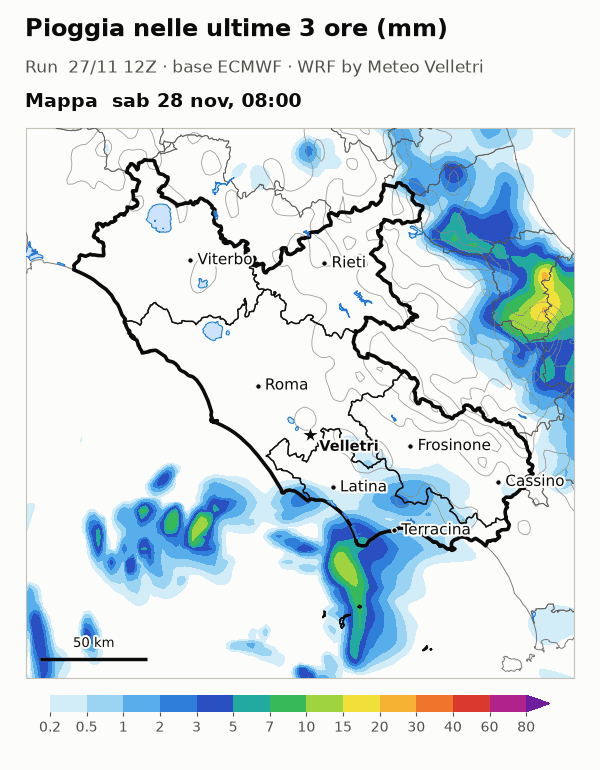 Pioggia nelle ultime 3 ore (mm)
Run  27/11 12Z · base ECMWF · WRF by Meteo Velletri
Mappa  sab 28 nov, 08:00
Viterbo
Rieti
Roma
Velletri
Frosinone
Latina
Cassino
Terracina
50 km
0.2 0.5 1 2 3 5 7 10 15 20 30 40 60 80